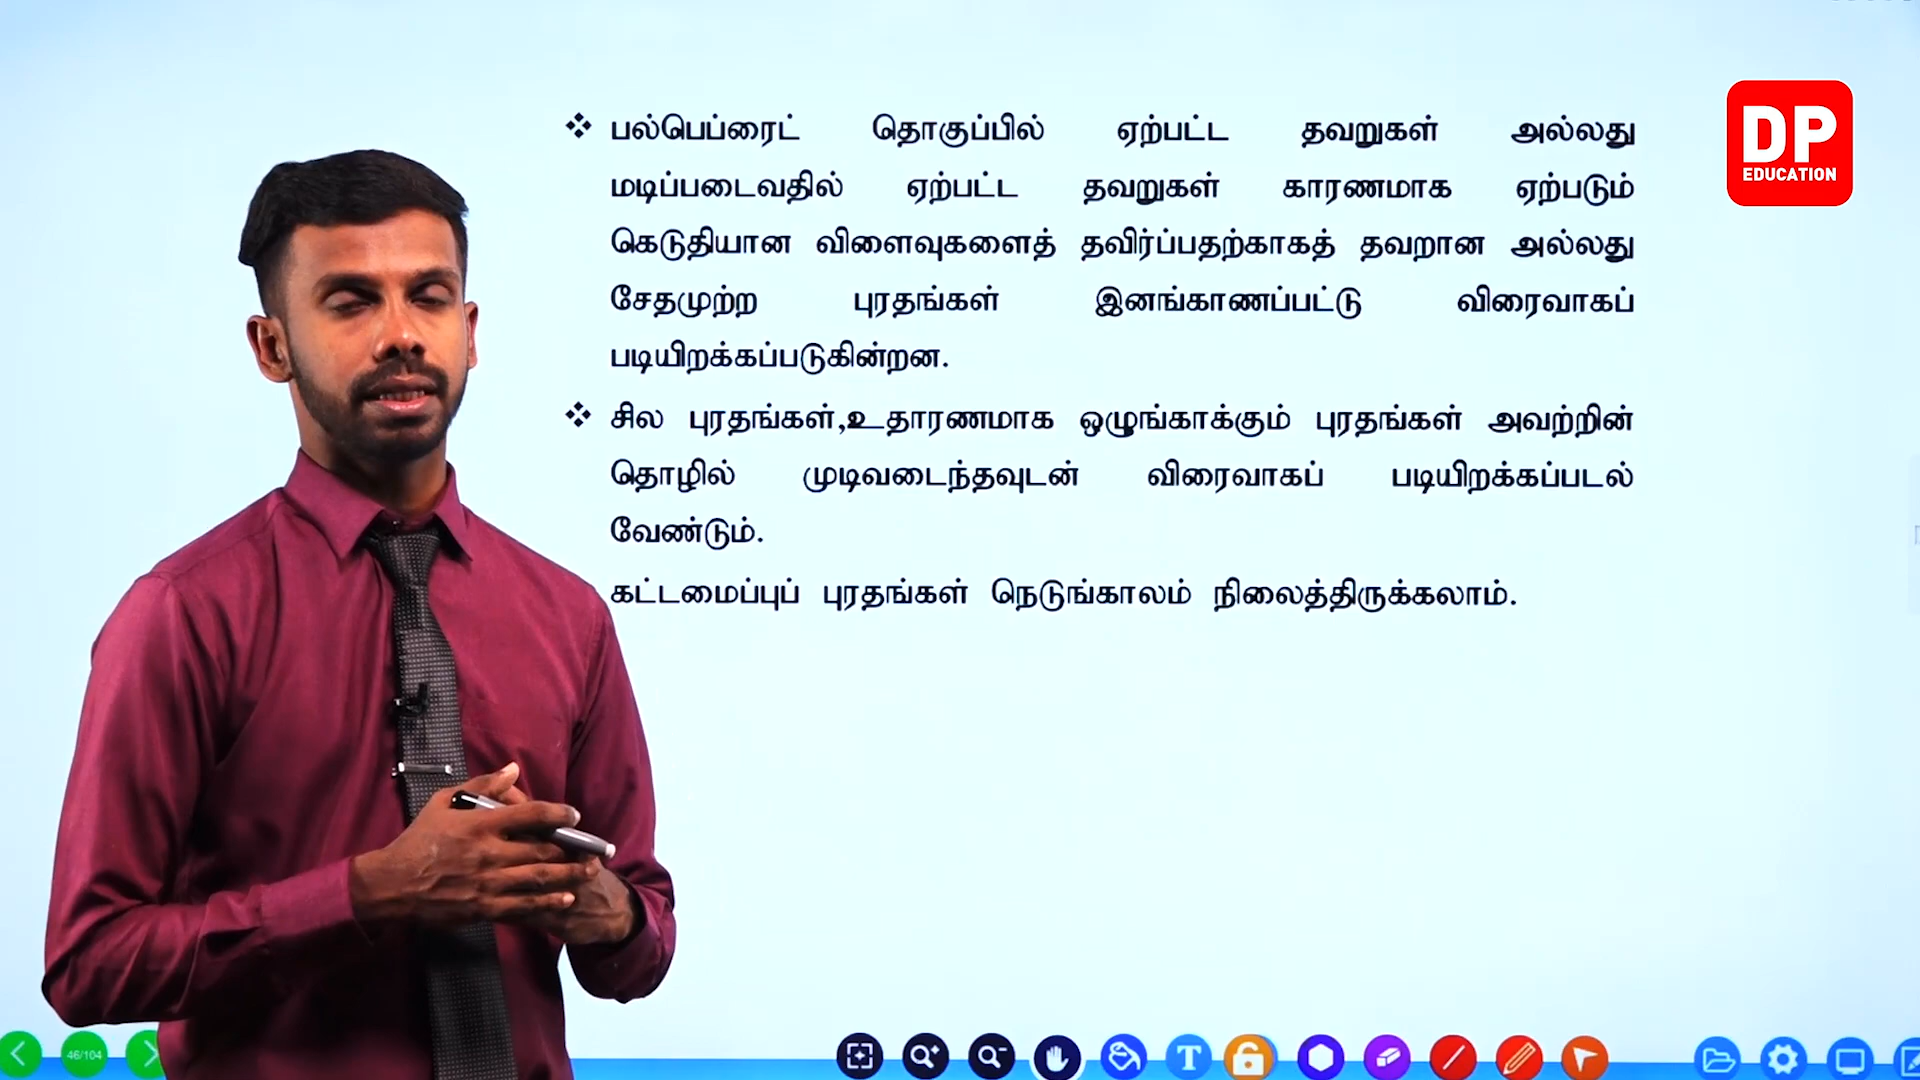 DP
EDUCATION
❖ பல்பெப்ரைட் தொகுப்பில் ஏற்பட்ட தவறுகள் அல்லது
மடிப்படைவதில் ஏற்பட்ட தவறுகள் காரணமாக ஏற்படும்
கெடுதியான விளைவுகளைத் தவிர்ப்பதற்காகத் தவறான அல்லது
சேதமுற்ற புரதங்கள் இனங்காணப்பட்டு விரைவாகப்
படியிறக்கப்படுகின்றன.
❖ சில புரதங்கள்,உதாரணமாக ஒழுங்காக்கும் புரதங்கள் அவற்றின்
தொழில் முடிவடைந்தவுடன் விரைவாகப் படியிறக்கப்படல்
வேண்டும்.
கட்டமைப்புப் புரதங்கள் நெடுங்காலம் நிலைத்திருக்கலாம்.
46/104
T